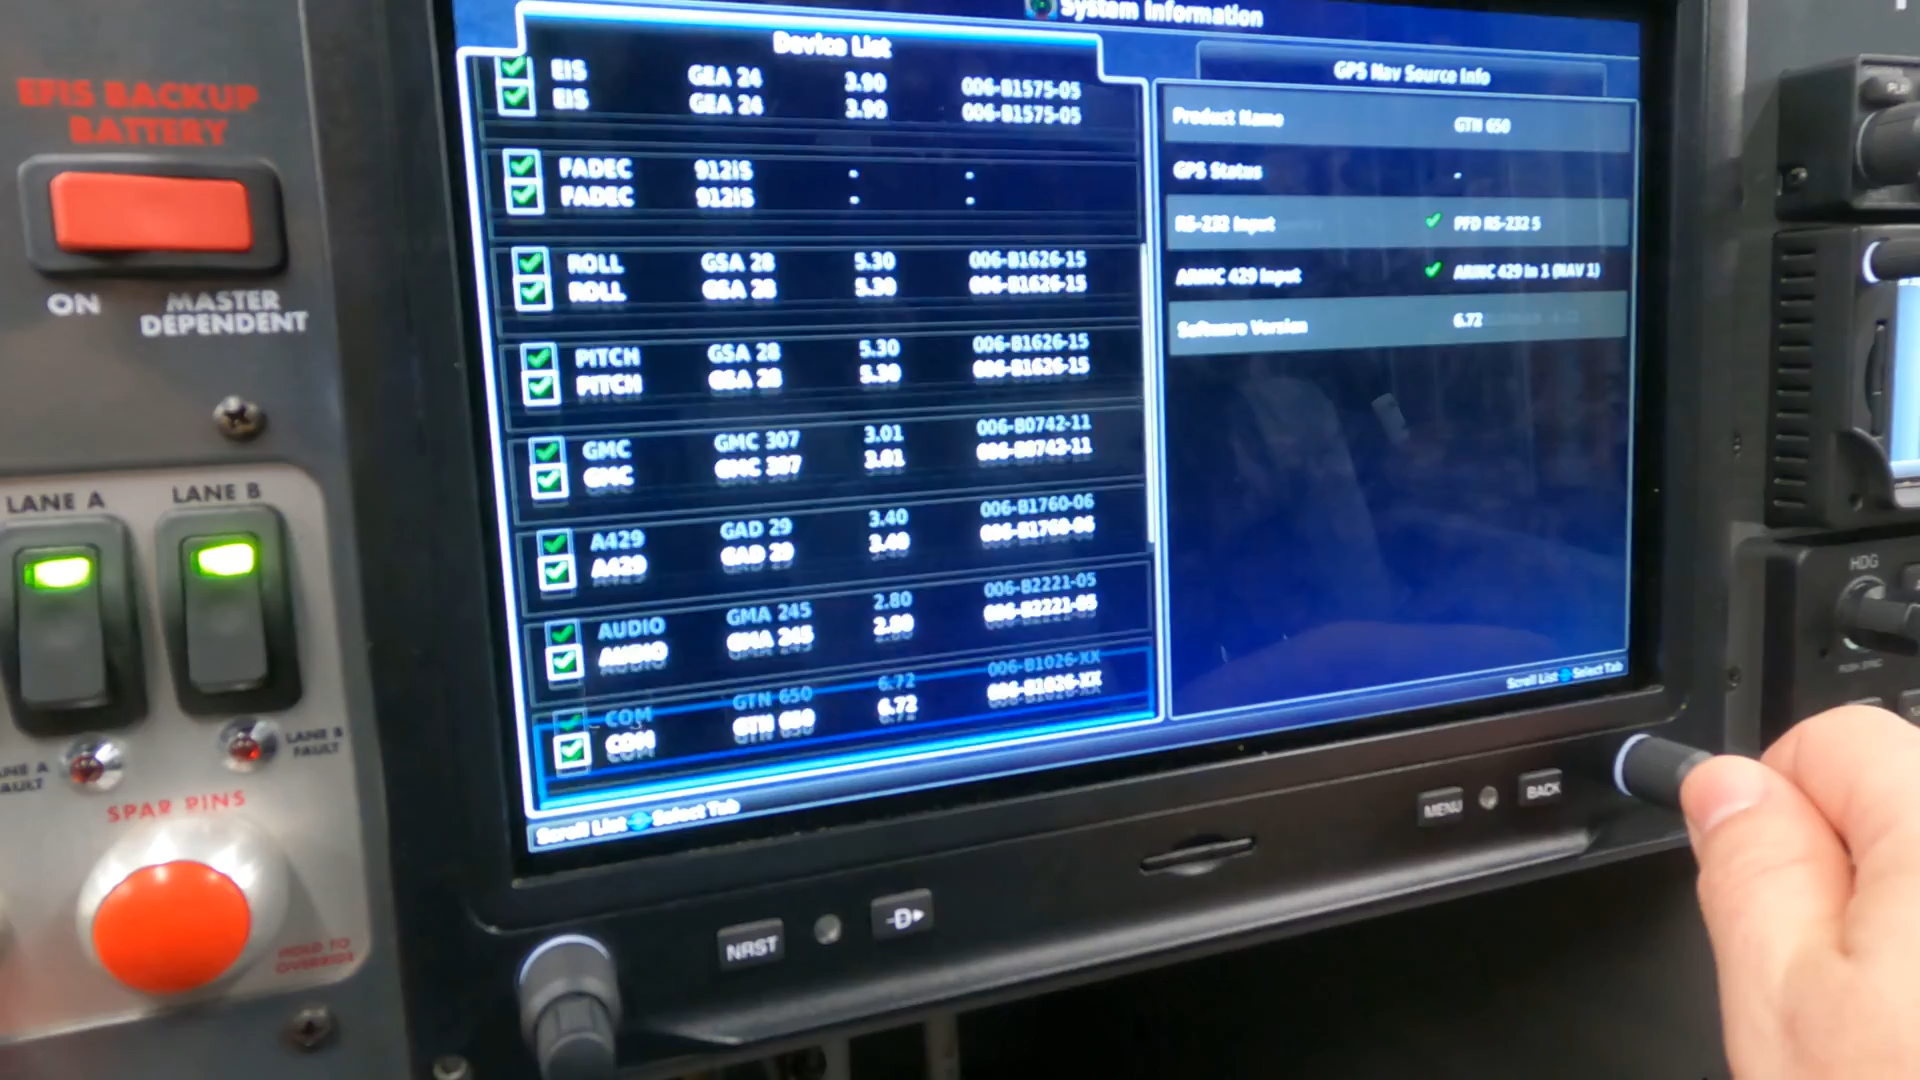 System Information
Device List
EIS GEA 24 3.90 006-B1575-05
EIS GEA 24 3.90 006-B1575-05
FADEC 912iS - -
FADEC 912iS - -
ROLL GSA 28 5.30 006-B1626-15
ROLL GSA 28 5.30 006-B1626-15
PITCH GSA 28 5.30 006-B1626-15
PITCH GSA 28 5.30 006-B1626-15
GMC GMC 307 3.01 006-B0742-11
GMC GMC 307 3.01 006-B0742-11
A429 GAD 29 3.40 006-B1760-06
A429 GAD 29 3.40 006-B1760-06
AUDIO GMA 245 2.80 006-B2221-05
AUDIO GMA 245 2.80 006-B2221-05
COM GTN 650 6.72 006-B1026-XX
COM GTN 650 6.72 006-B1026-XX
Scroll List Select Tab
GPS Nav Source Info
Product Name GTN 650
GPS Status -
RS-232 Input PFD RS-232 5
ARINC 429 Input ARINC 429 In 1 (NAV 1)
Software Version 6.72
Scroll List Select Tab
EFIS BACKUP
BATTERY
ON
MASTER
DEPENDENT
LANE A
LANE B
LANE A
FAULT
LANE B
FAULT
SPAR PINS
HOLD TO
OVERRIDE
NRST
-D
MENU
BACK
HDG